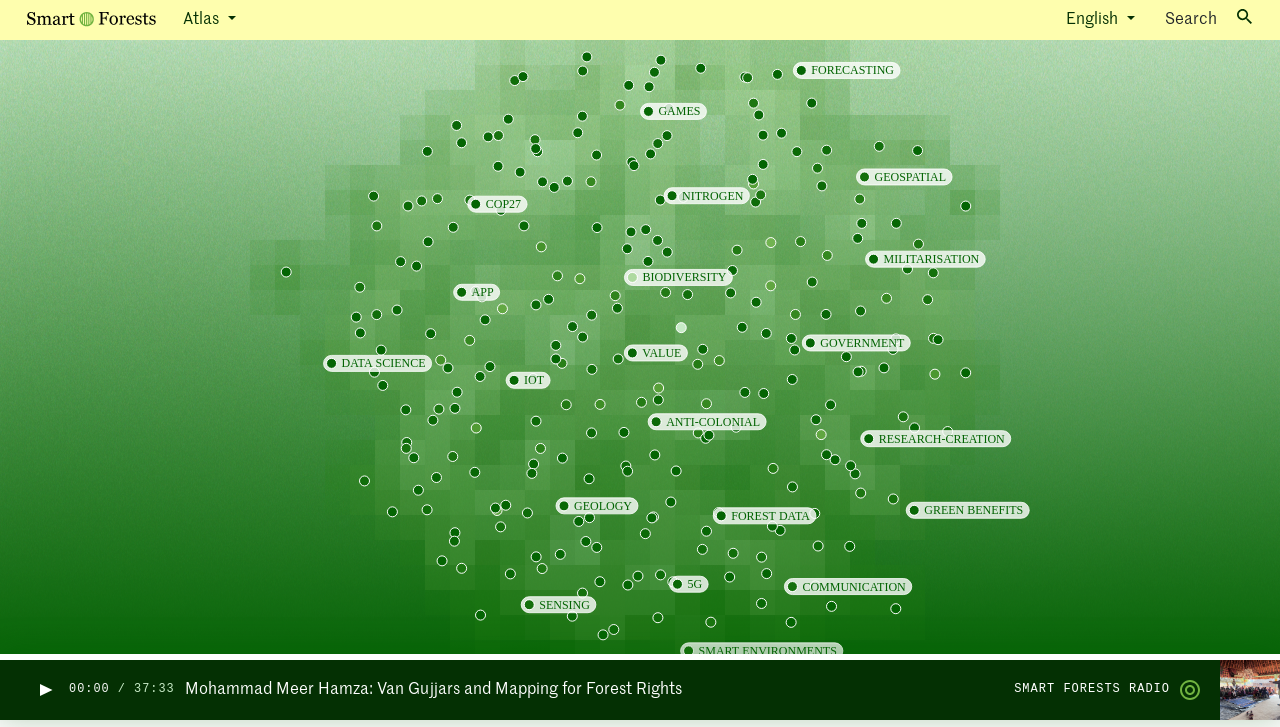 Smart Forests Atlas English Search
FORECASTING
GAMES
GEOSPATIAL
NITROGEN
COP27
MILITARISATION
BIODIVERSITY
APP
GOVERNMENT
VALUE
DATA SCIENCE
IOT
ANTI-COLONIAL
RESEARCH-CREATION
GEOLOGY
GREEN BENEFITS
FOREST DATA
5G
COMMUNICATION
SENSING
SMART ENVIRONMENTS
00:00 / 37:33 Mohammad Meer Hamza: Van Gujjars and Mapping for Forest Rights SMART FORESTS RADIO